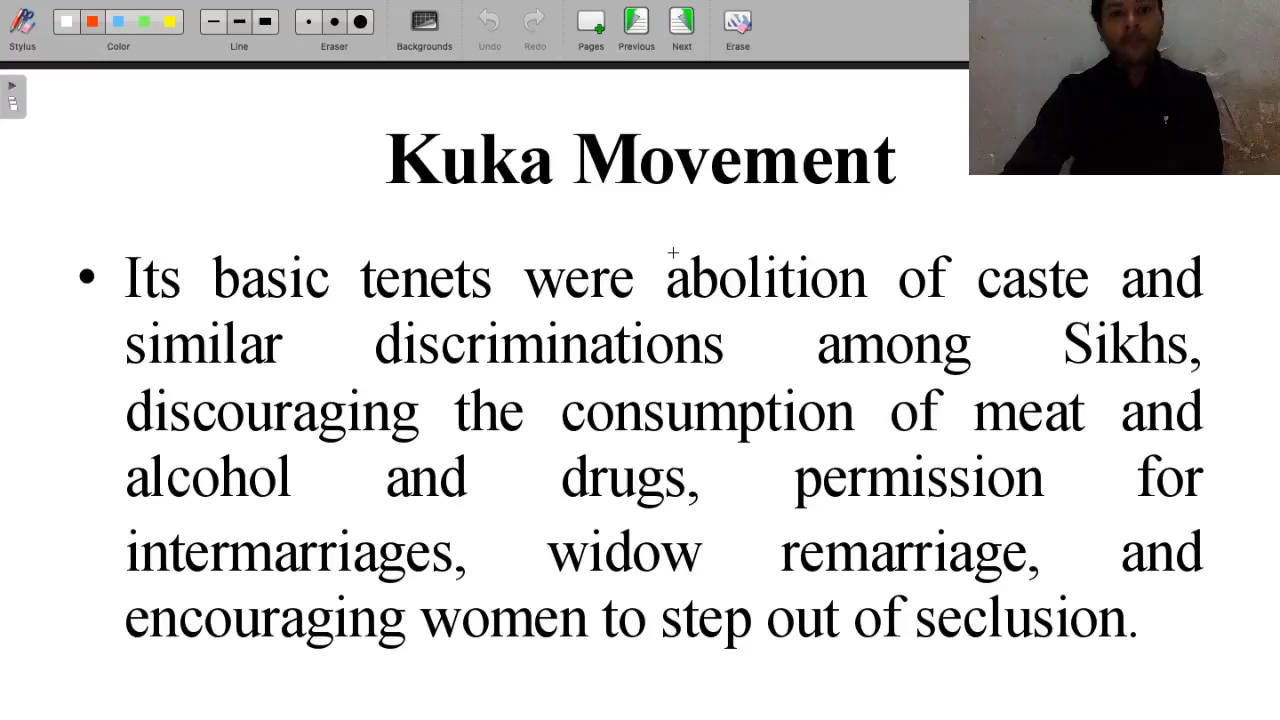 Stylus Color Line Eraser Backgrounds Undo Redo Pages Previous Next Erase
Kuka Movement
• Its basic tenets were abolition of caste and
similar discriminations among Sikhs,
discouraging the consumption of meat and
alcohol and drugs, permission for
intermarriages, widow remarriage, and
encouraging women to step out of seclusion.